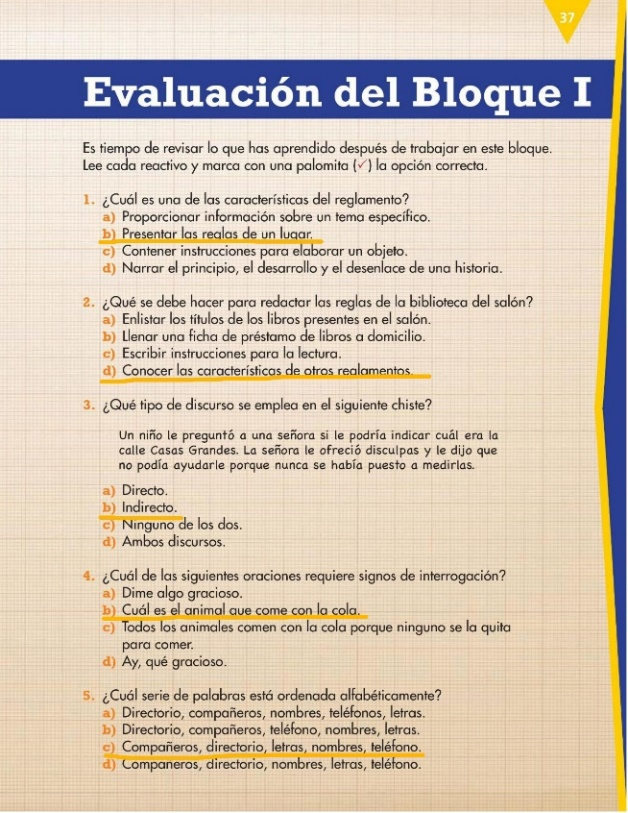 37
Evaluación del Bloque I
Es tiempo de revisar lo que has aprendido después de trabajar en este bloque.
Lee cada reactivo y marca con una palomita (✓) la opción correcta.
1. ¿Cuál es una de las características del reglamento?
a) Proporcionar información sobre un tema específico.
b) Presentar las reglas de un lugar.
c) Contener instrucciones para elaborar un objeto.
d) Narrar el principio, el desarrollo y el desenlace de una historia.
2. ¿Qué se debe hacer para redactar las reglas de la biblioteca del salón?
a) Enlistar los títulos de los libros presentes en el salón.
b) Llenar una ficha de préstamo de libros a domicilio.
c) Escribir instrucciones para la lectura.
d) Conocer las características de otros reglamentos.
3. ¿Qué tipo de discurso se emplea en el siguiente chiste?
Un niño le preguntó a una señora si le podría indicar cuál era la
calle Casas Grandes. La señora le ofreció disculpas y le dijo que
no podía ayudarle porque nunca se había puesto a medirlas.
a) Directo.
b) Indirecto.
c) Ninguno de los dos.
d) Ambos discursos.
4. ¿Cuál de las siguientes oraciones requiere signos de interrogación?
a) Dime algo gracioso.
b) Cuál es el animal que come con la cola.
c) Todos los animales comen con la cola porque ninguno se la quita
para comer.
d) Ay, qué gracioso.
5. ¿Cuál serie de palabras está ordenada alfabéticamente?
a) Directorio, compañeros, nombres, teléfonos, letras.
b) Directorio, compañeros, teléfono, nombres, letras.
c) Compañeros, directorio, letras, nombres, teléfono.
d) Compañeros, directorio, nombres, letras, teléfono.